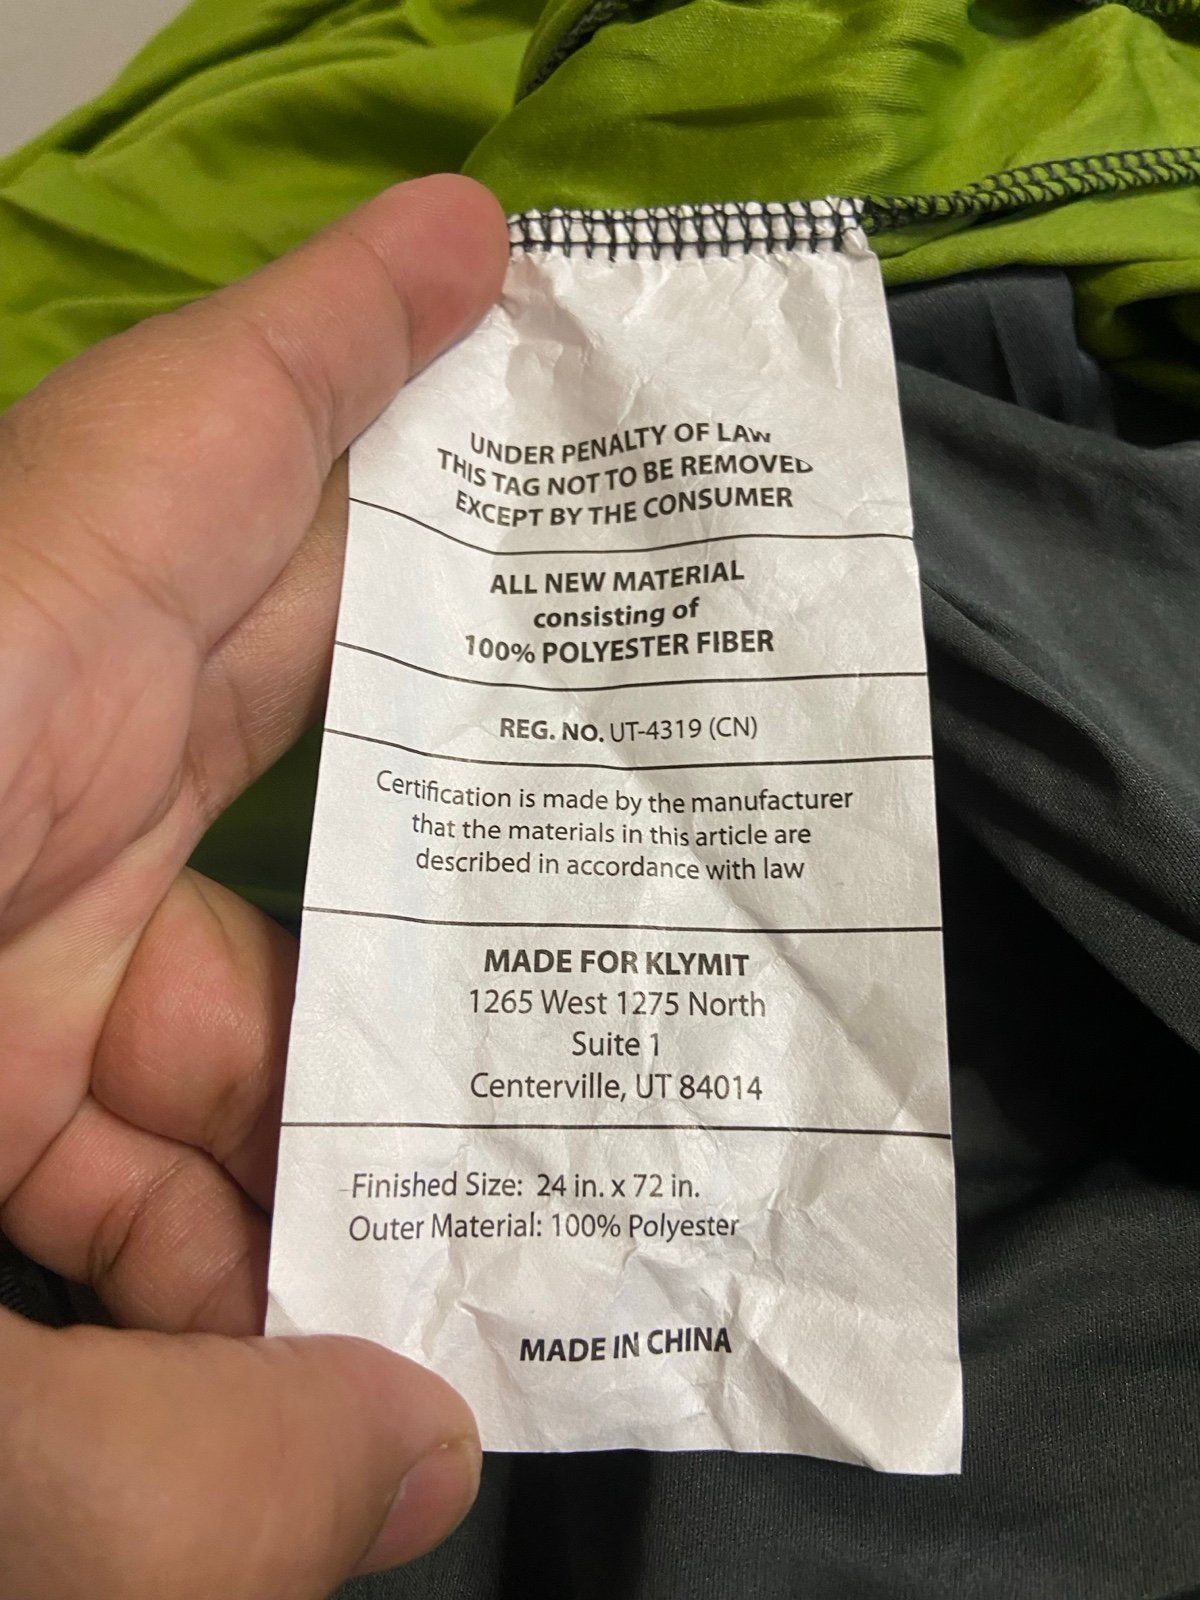 UNDER PENALTY OF LAW
THIS TAG NOT TO BE REMOVED
EXCEPT BY THE CONSUMER
ALL NEW MATERIAL
consisting of
100% POLYESTER FIBER
REG. NO. UT-4319 (CN)
Certification is made by the manufacturer
that the materials in this article are
described in accordance with law
MADE FOR KLYMIT
1265 West 1275 North
Suite 1
Centerville, UT 84014
Finished Size: 24 in. x 72 in.
Outer Material: 100% Polyester
MADE IN CHINA